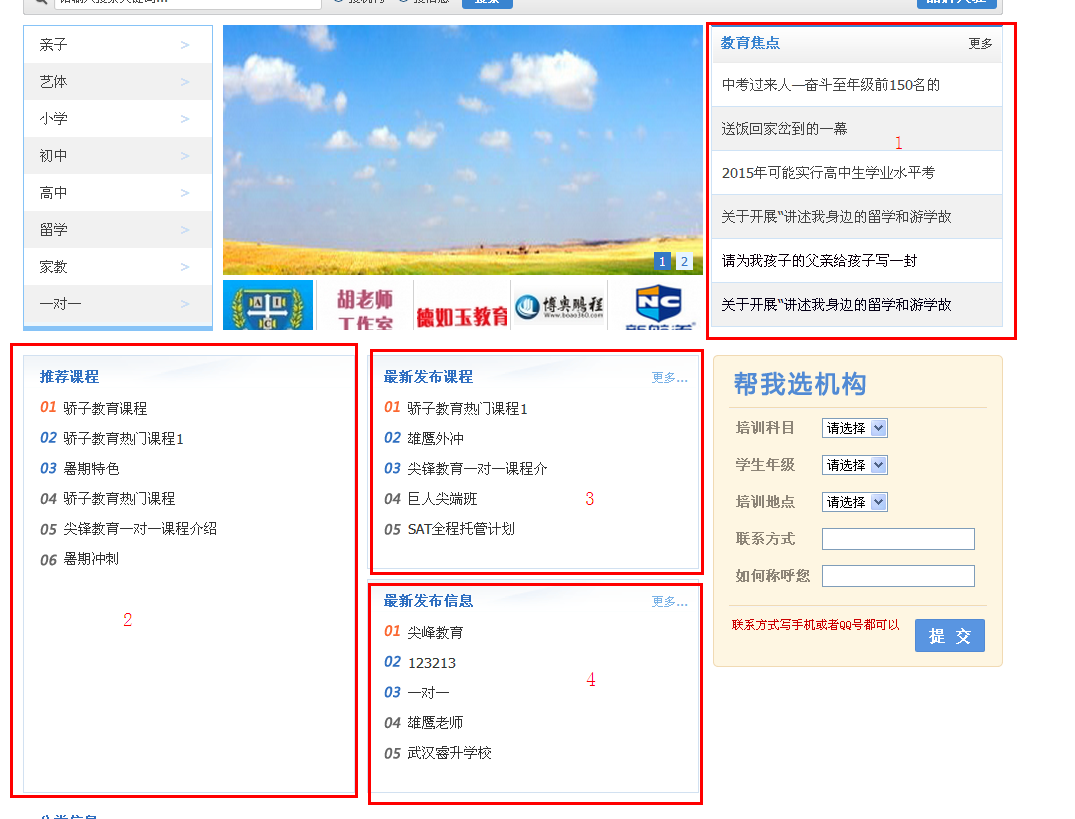 搜索
品牌入驻
亲子 >
艺体 >
小学 >
初中 >
高中 >
留学 >
家教 >
一对一 >
1 2
胡老师
工作室
德如玉教育
博奥鹏程
www.boao360.com
NC
教育焦点 更多
中考过来人—奋斗至年级前150名的
送饭回家岔到的一幕
1
2015年可能实行高中生学业水平考
关于开展“讲述我身边的留学和游学故
请为我孩子的父亲给孩子写一封
关于开展“讲述我身边的留学和游学故
推荐课程
01 骄子教育课程
02 骄子教育热门课程1
03 暑期特色
04 骄子教育热门课程
05 尖锋教育一对一课程介绍
06 暑期冲刺
2
最新发布课程 更多...
01 骄子教育热门课程1
02 雄鹰外冲
03 尖锋教育一对一课程介
04 巨人尖端班
3
05 SAT全程托管计划
最新发布信息 更多...
01 尖峰教育
02 123213
4
03 一对一
04 雄鹰老师
05 武汉睿升学校
帮我选机构
培训科目 请选择
学生年级 请选择
培训地点 请选择
联系方式
如何称呼您
联系方式写手机或者QQ号都可以
提 交